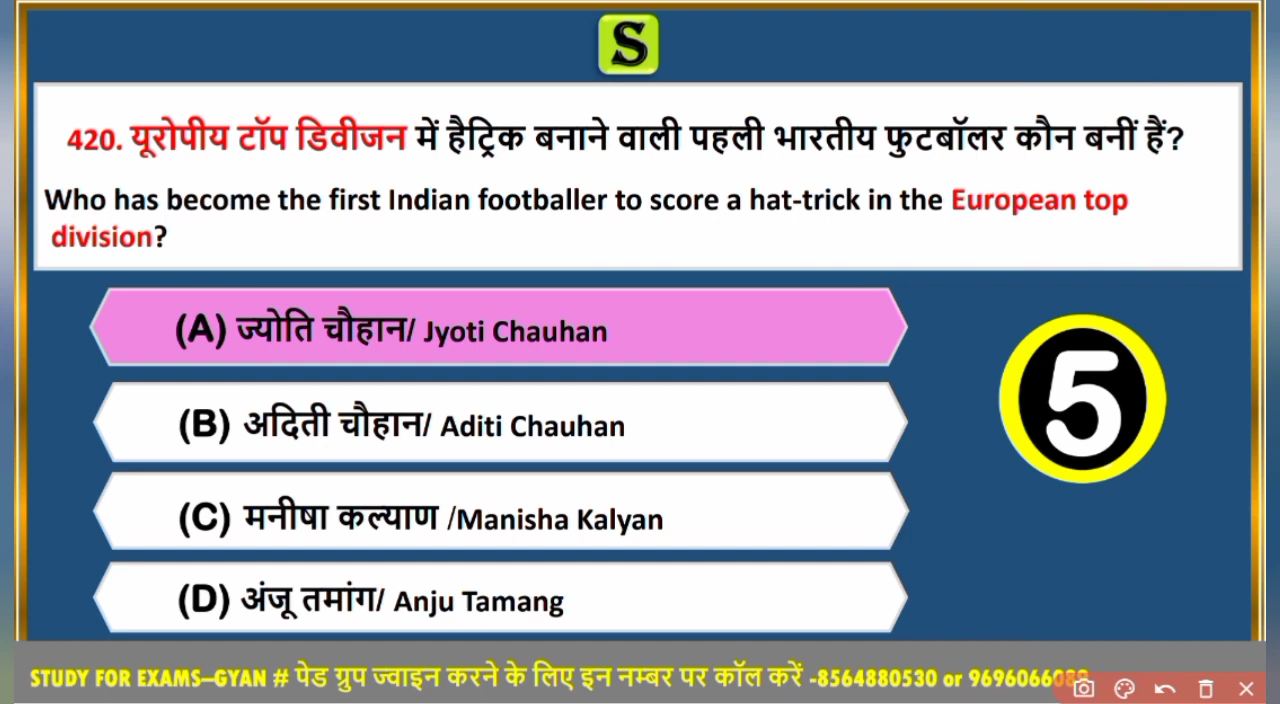 S
420. यूरोपीय टॉप डिवीजन में हैट्रिक बनाने वाली पहली भारतीय फुटबॉलर कौन बनीं हैं?
Who has become the first Indian footballer to score a hat-trick in the European top
division?
(A) ज्योति चौहान/ Jyoti Chauhan
(B) अदिती चौहान/ Aditi Chauhan
5
(C) मनीषा कल्याण /Manisha Kalyan
(D) अंजू तमांग/ Anju Tamang
STUDY FOR EXAMS–GYAN # पेड ग्रुप ज्वाइन करने के लिए इन नम्बर पर कॉल करें -8564880530 or